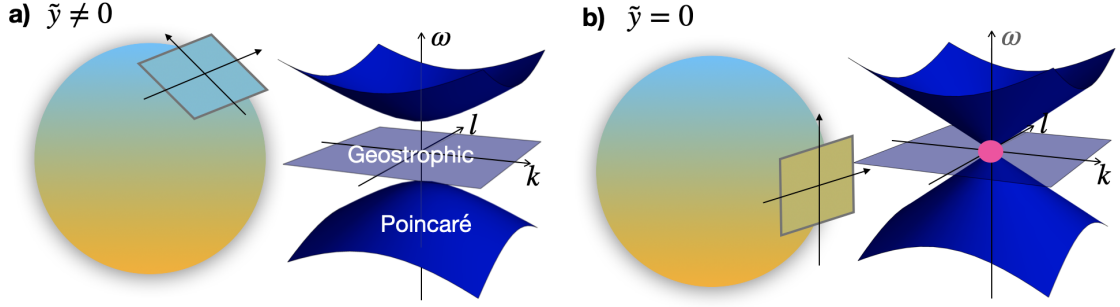 a) ỹ ≠ 0
ω
l
Geostrophic
k
Poincaré
b) ỹ = 0
ω
l
k